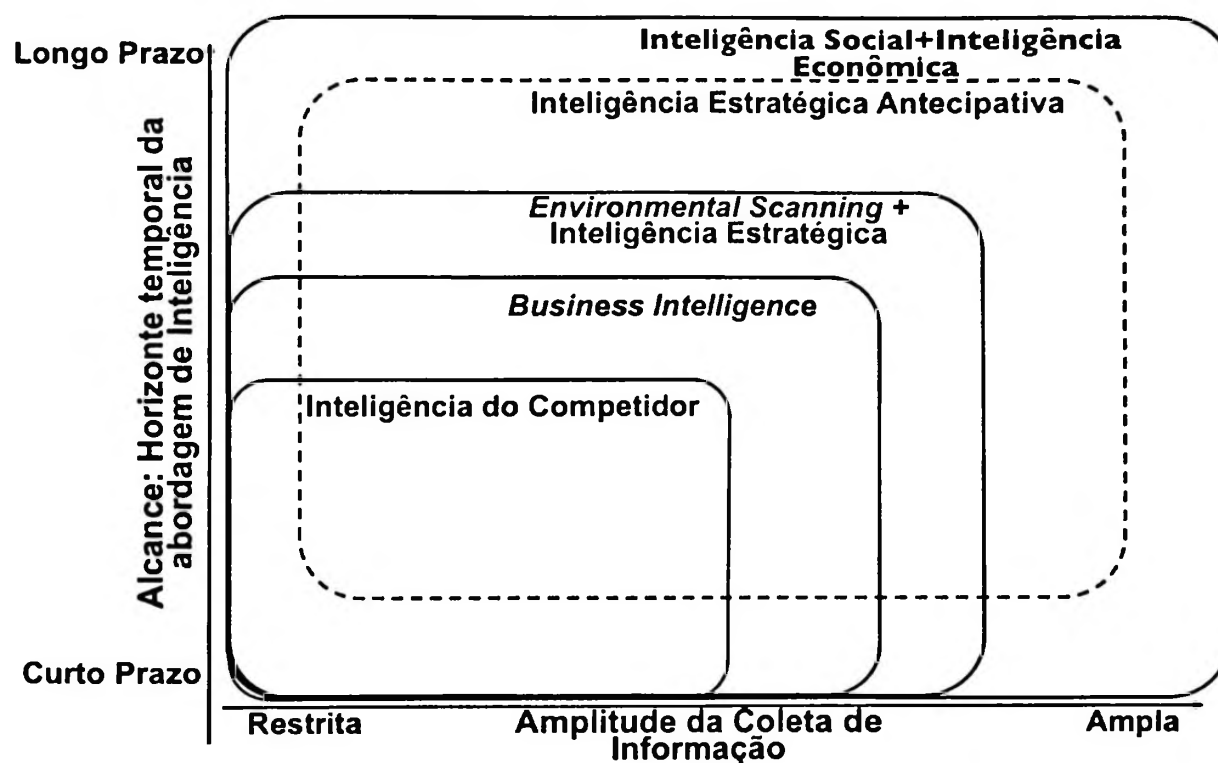 Inteligência Social+Inteligência
Econômica
Longo Prazo
Inteligência Estratégica Antecipativa
Alcance: Horizonte temporal da
abordagem de Inteligência
Environmental Scanning +
Inteligência Estratégica
Business Intelligence
Inteligência do Competidor
Curto Prazo
Restrita
Amplitude da Coleta de
Informação
Ampla